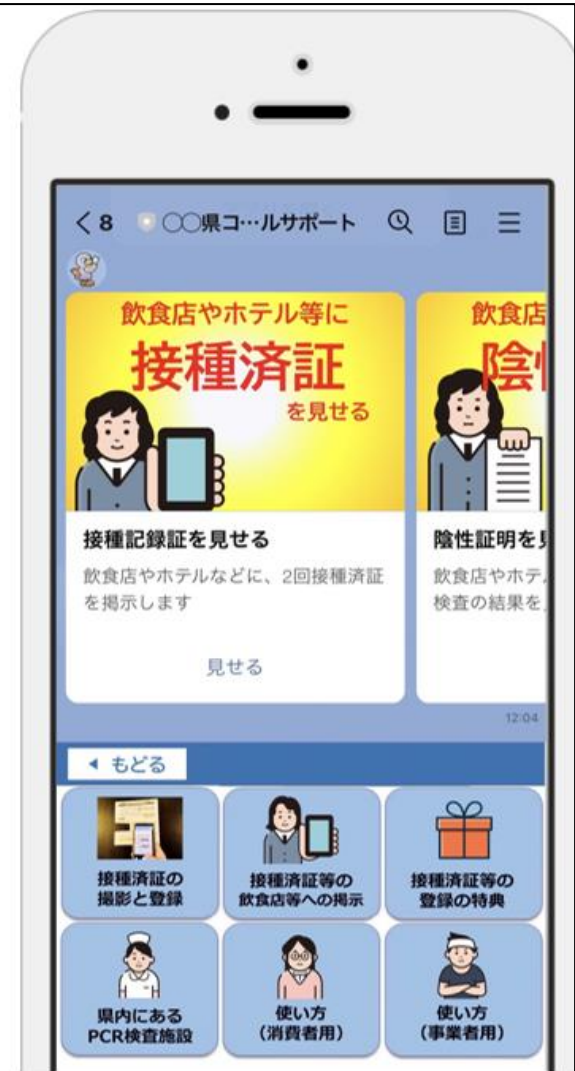 8 ○○県コ…ルサポート
飲食店やホテル等に
接種済証
を見せる
接種記録証を見せる
飲食店やホテルなどに、2回接種済証
を掲示します
見せる
飲食店
陰性
陰性証明を見
飲食店やホテル
検査の結果を
12:04
もどる
接種済証の
撮影と登録
接種済証等の
飲食店等への掲示
接種済証等の
登録の特典
県内にある
PCR検査施設
使い方
(消費者用)
使い方
(事業者用)